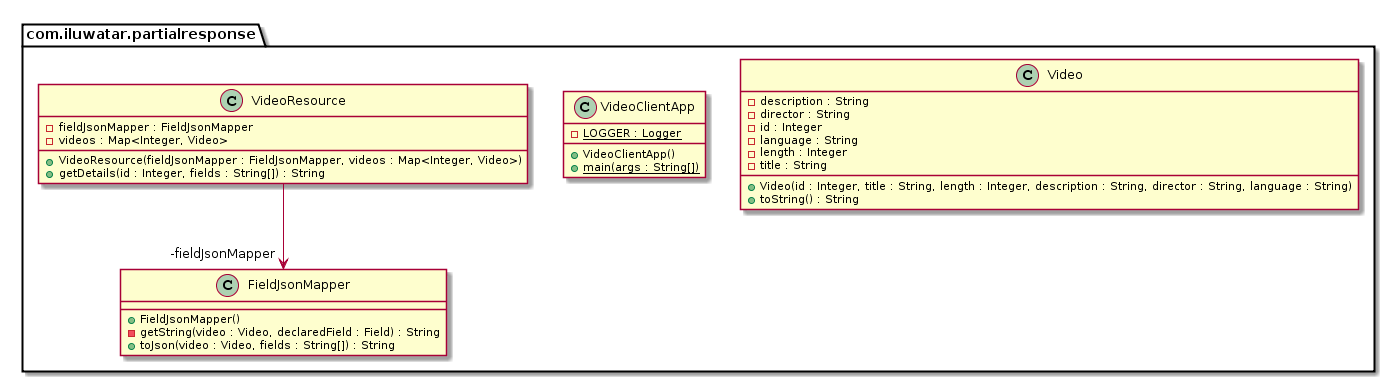 com.iluwatar.partialresponse
C VideoResource
fieldJsonMapper : FieldJsonMapper
videos : Map<Integer, Video>
VideoResource(fieldJsonMapper : FieldJsonMapper, videos : Map<Integer, Video>)
getDetails(id : Integer, fields : String[]) : String
C VideoClientApp
LOGGER : Logger
VideoClientApp()
main(args : String[])
C Video
description : String
director : String
id : Integer
language : String
length : Integer
title : String
Video(id : Integer, title : String, length : Integer, description : String, director : String, language : String)
toString() : String
-fieldJsonMapper
C FieldJsonMapper
FieldJsonMapper()
getString(video : Video, declaredField : Field) : String
toJson(video : Video, fields : String[]) : String